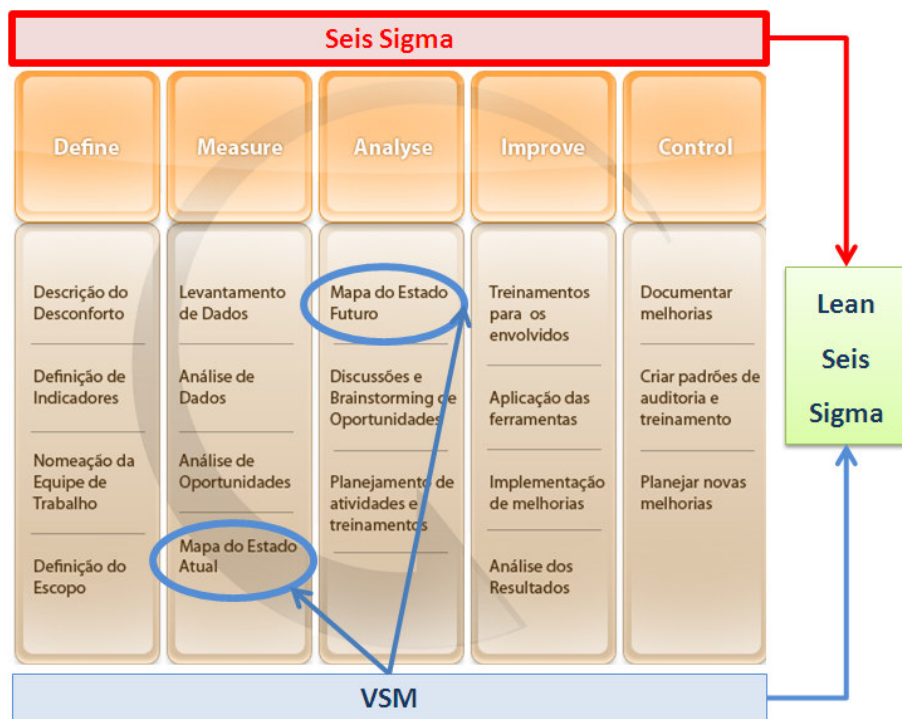 Seis Sigma
Define
Measure
Analyse
Improve
Control
Descrição do
Desconforto
Definição de
Indicadores
Nomeação da
Equipe de
Trabalho
Definição do
Escopo
Levantamento
de Dados
Análise de
Dados
Análise de
Oportunidades
Mapa do Estado
Atual
Mapa do Estado
Futuro
Discussões e
Brainstorming de
Oportunidades
Planejamento de
atividades e
treinamentos
Treinamentos
para os
envolvidos
Aplicação das
ferramentas
Implementação
de melhorias
Análise dos
Resultados
Documentar
melhorias
Criar padrões de
auditoria e
treinamento
Planejar novas
melhorias
Lean
Seis
Sigma
VSM